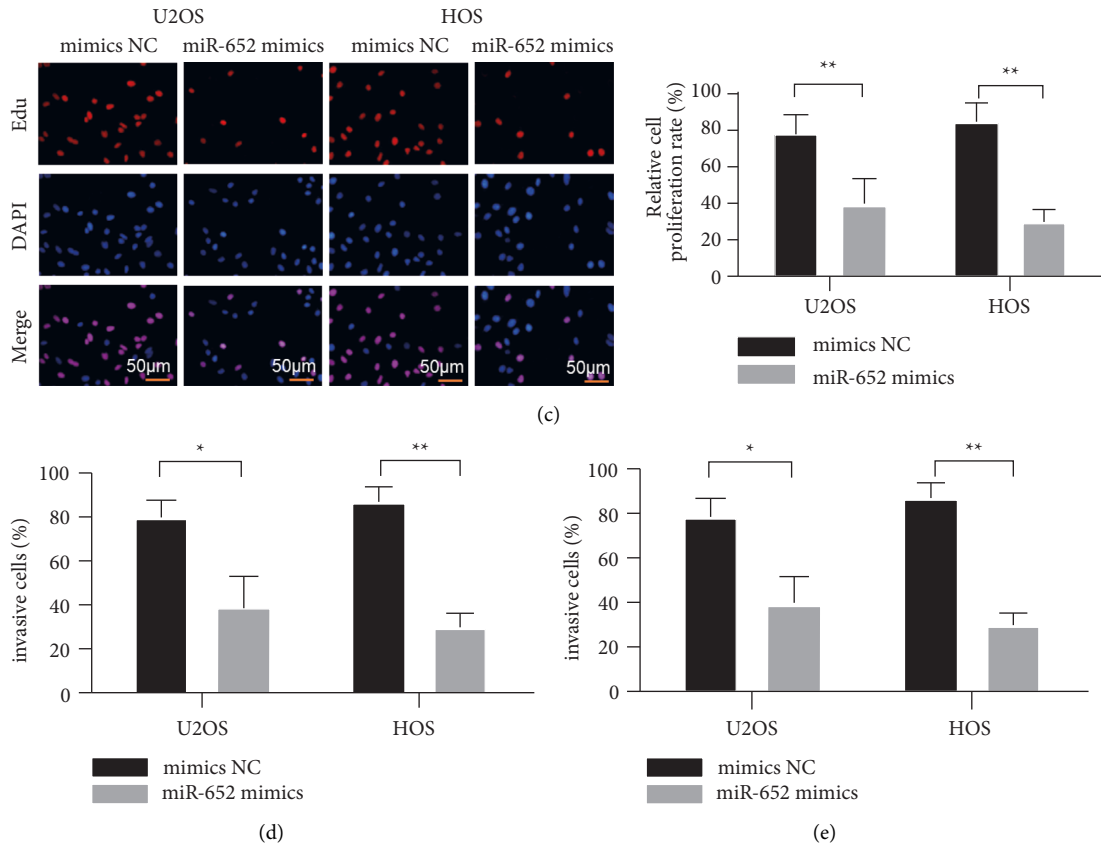 U2OS HOS
mimics NC miR-652 mimics mimics NC miR-652 mimics
Edu
DAPI
Merge
50μm 50μm 50μm 50μm
Relative cell
proliferation rate (%)
100
80
60
40
20
0
** **
U2OS HOS
mimics NC
miR-652 mimics
(c)
invasive cells (%)
100
80
60
40
20
0
* **
U2OS HOS
mimics NC
miR-652 mimics
(d)
invasive cells (%)
100
80
60
40
20
0
* **
U2OS HOS
mimics NC
miR-652 mimics
(e)